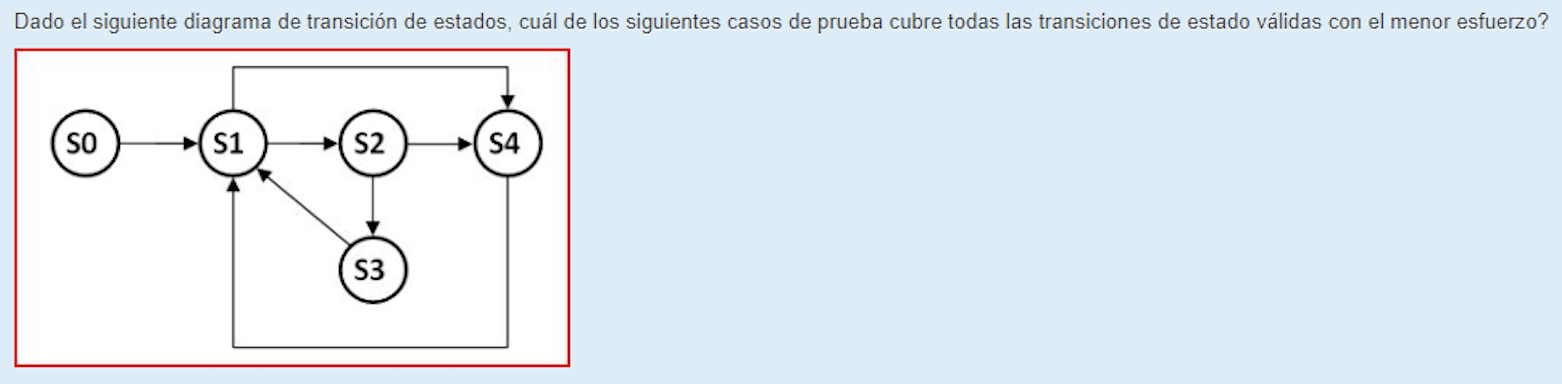 Dado el siguiente diagrama de transición de estados, cuál de los siguientes casos de prueba cubre todas las transiciones de estado válidas con el menor esfuerzo?
S0 S1 S2 S4
S3